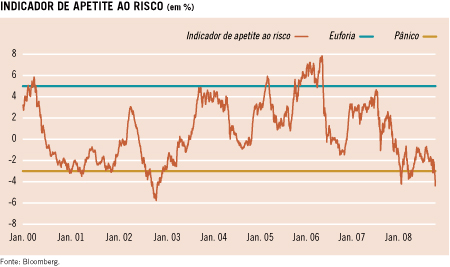 INDICADOR DE APETITE AO RISCO (em %)
Indicador de apetite ao risco Euforia Pânico
8
6
4
2
0
-2
-4
-6
-8
Jan. 00 Jan. 01 Jan. 02 Jan. 03 Jan. 04 Jan. 05 Jan. 06 Jan. 07 Jan. 08
Fonte: Bloomberg.